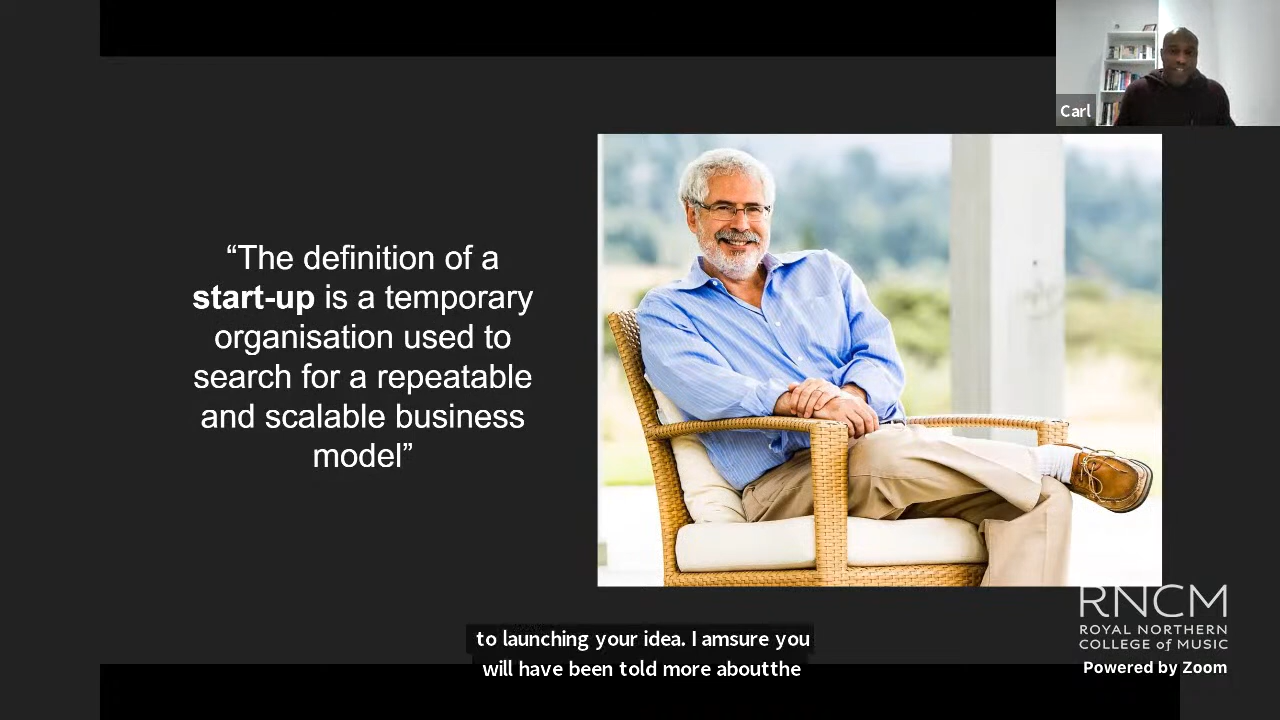 Carl
“The definition of a
start-up is a temporary
organisation used to
search for a repeatable
and scalable business
model”
to launching your idea. I amsure you
will have been told more aboutthe
RNCM
ROYAL NORTHERN
COLLEGE of MUSIC
Powered by Zoom